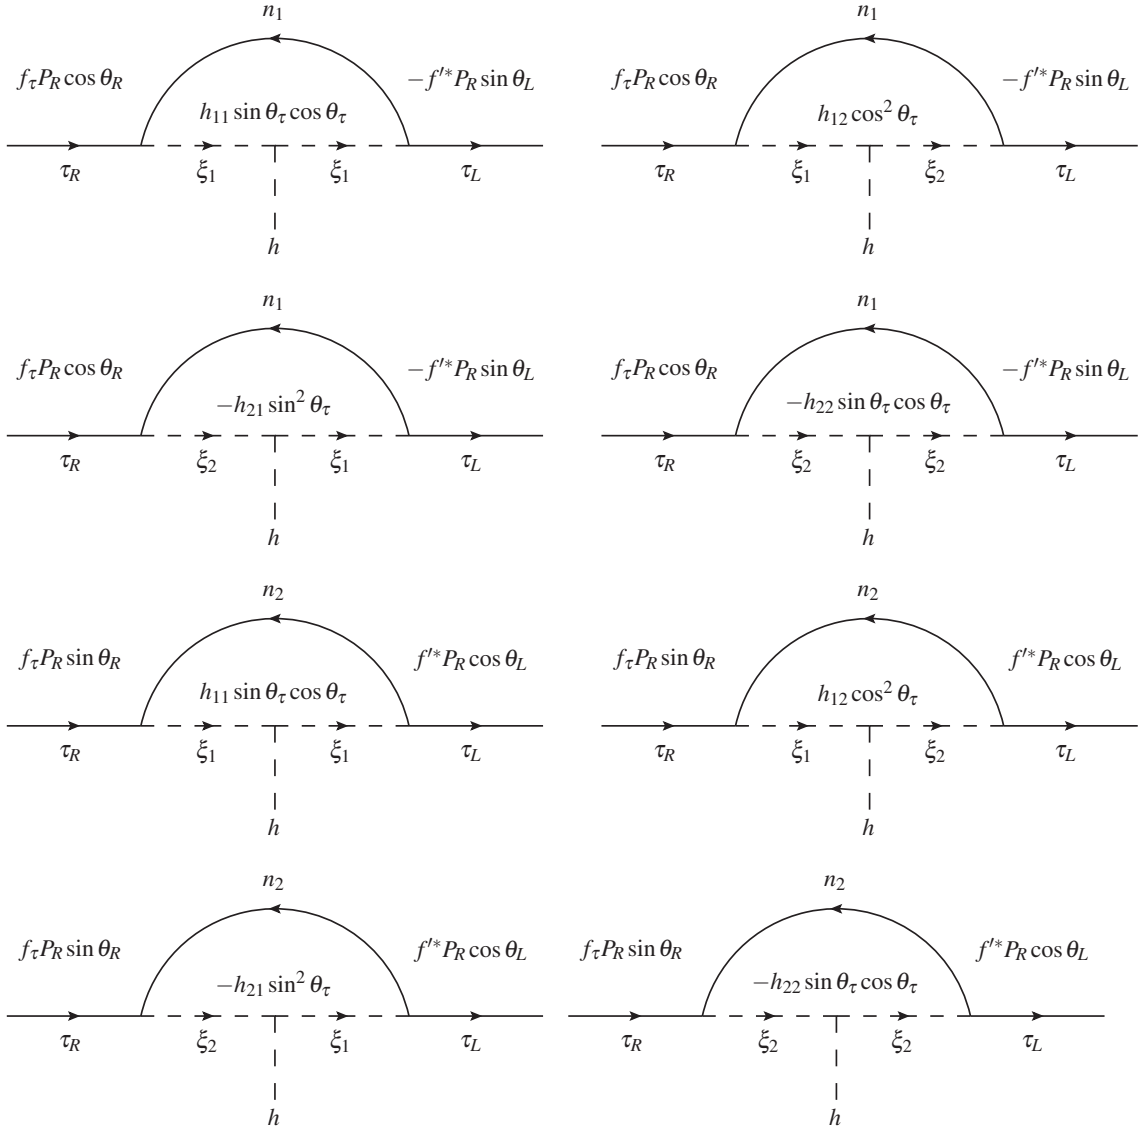 n₁ n₁
f_τ P_R cos θ_R −f′* P_R sin θ_L f_τ P_R cos θ_R −f′* P_R sin θ_L
h₁₁ sin θ_τ cos θ_τ h₁₂ cos² θ_τ
τ_R ξ₁ ξ₁ τ_L τ_R ξ₁ ξ₂ τ_L
h h
n₁ n₁
f_τ P_R cos θ_R −f′* P_R sin θ_L f_τ P_R cos θ_R −f′* P_R sin θ_L
−h₂₁ sin² θ_τ −h₂₂ sin θ_τ cos θ_τ
τ_R ξ₂ ξ₁ τ_L τ_R ξ₂ ξ₂ τ_L
h h
n₂ n₂
f_τ P_R sin θ_R f′* P_R cos θ_L f_τ P_R sin θ_R f′* P_R cos θ_L
h₁₁ sin θ_τ cos θ_τ h₁₂ cos² θ_τ
τ_R ξ₁ ξ₁ τ_L τ_R ξ₁ ξ₂ τ_L
h h
n₂ n₂
f_τ P_R sin θ_R f′* P_R cos θ_L f_τ P_R sin θ_R f′* P_R cos θ_L
−h₂₁ sin² θ_τ −h₂₂ sin θ_τ cos θ_τ
τ_R ξ₂ ξ₁ τ_L τ_R ξ₂ ξ₂ τ_L
h h